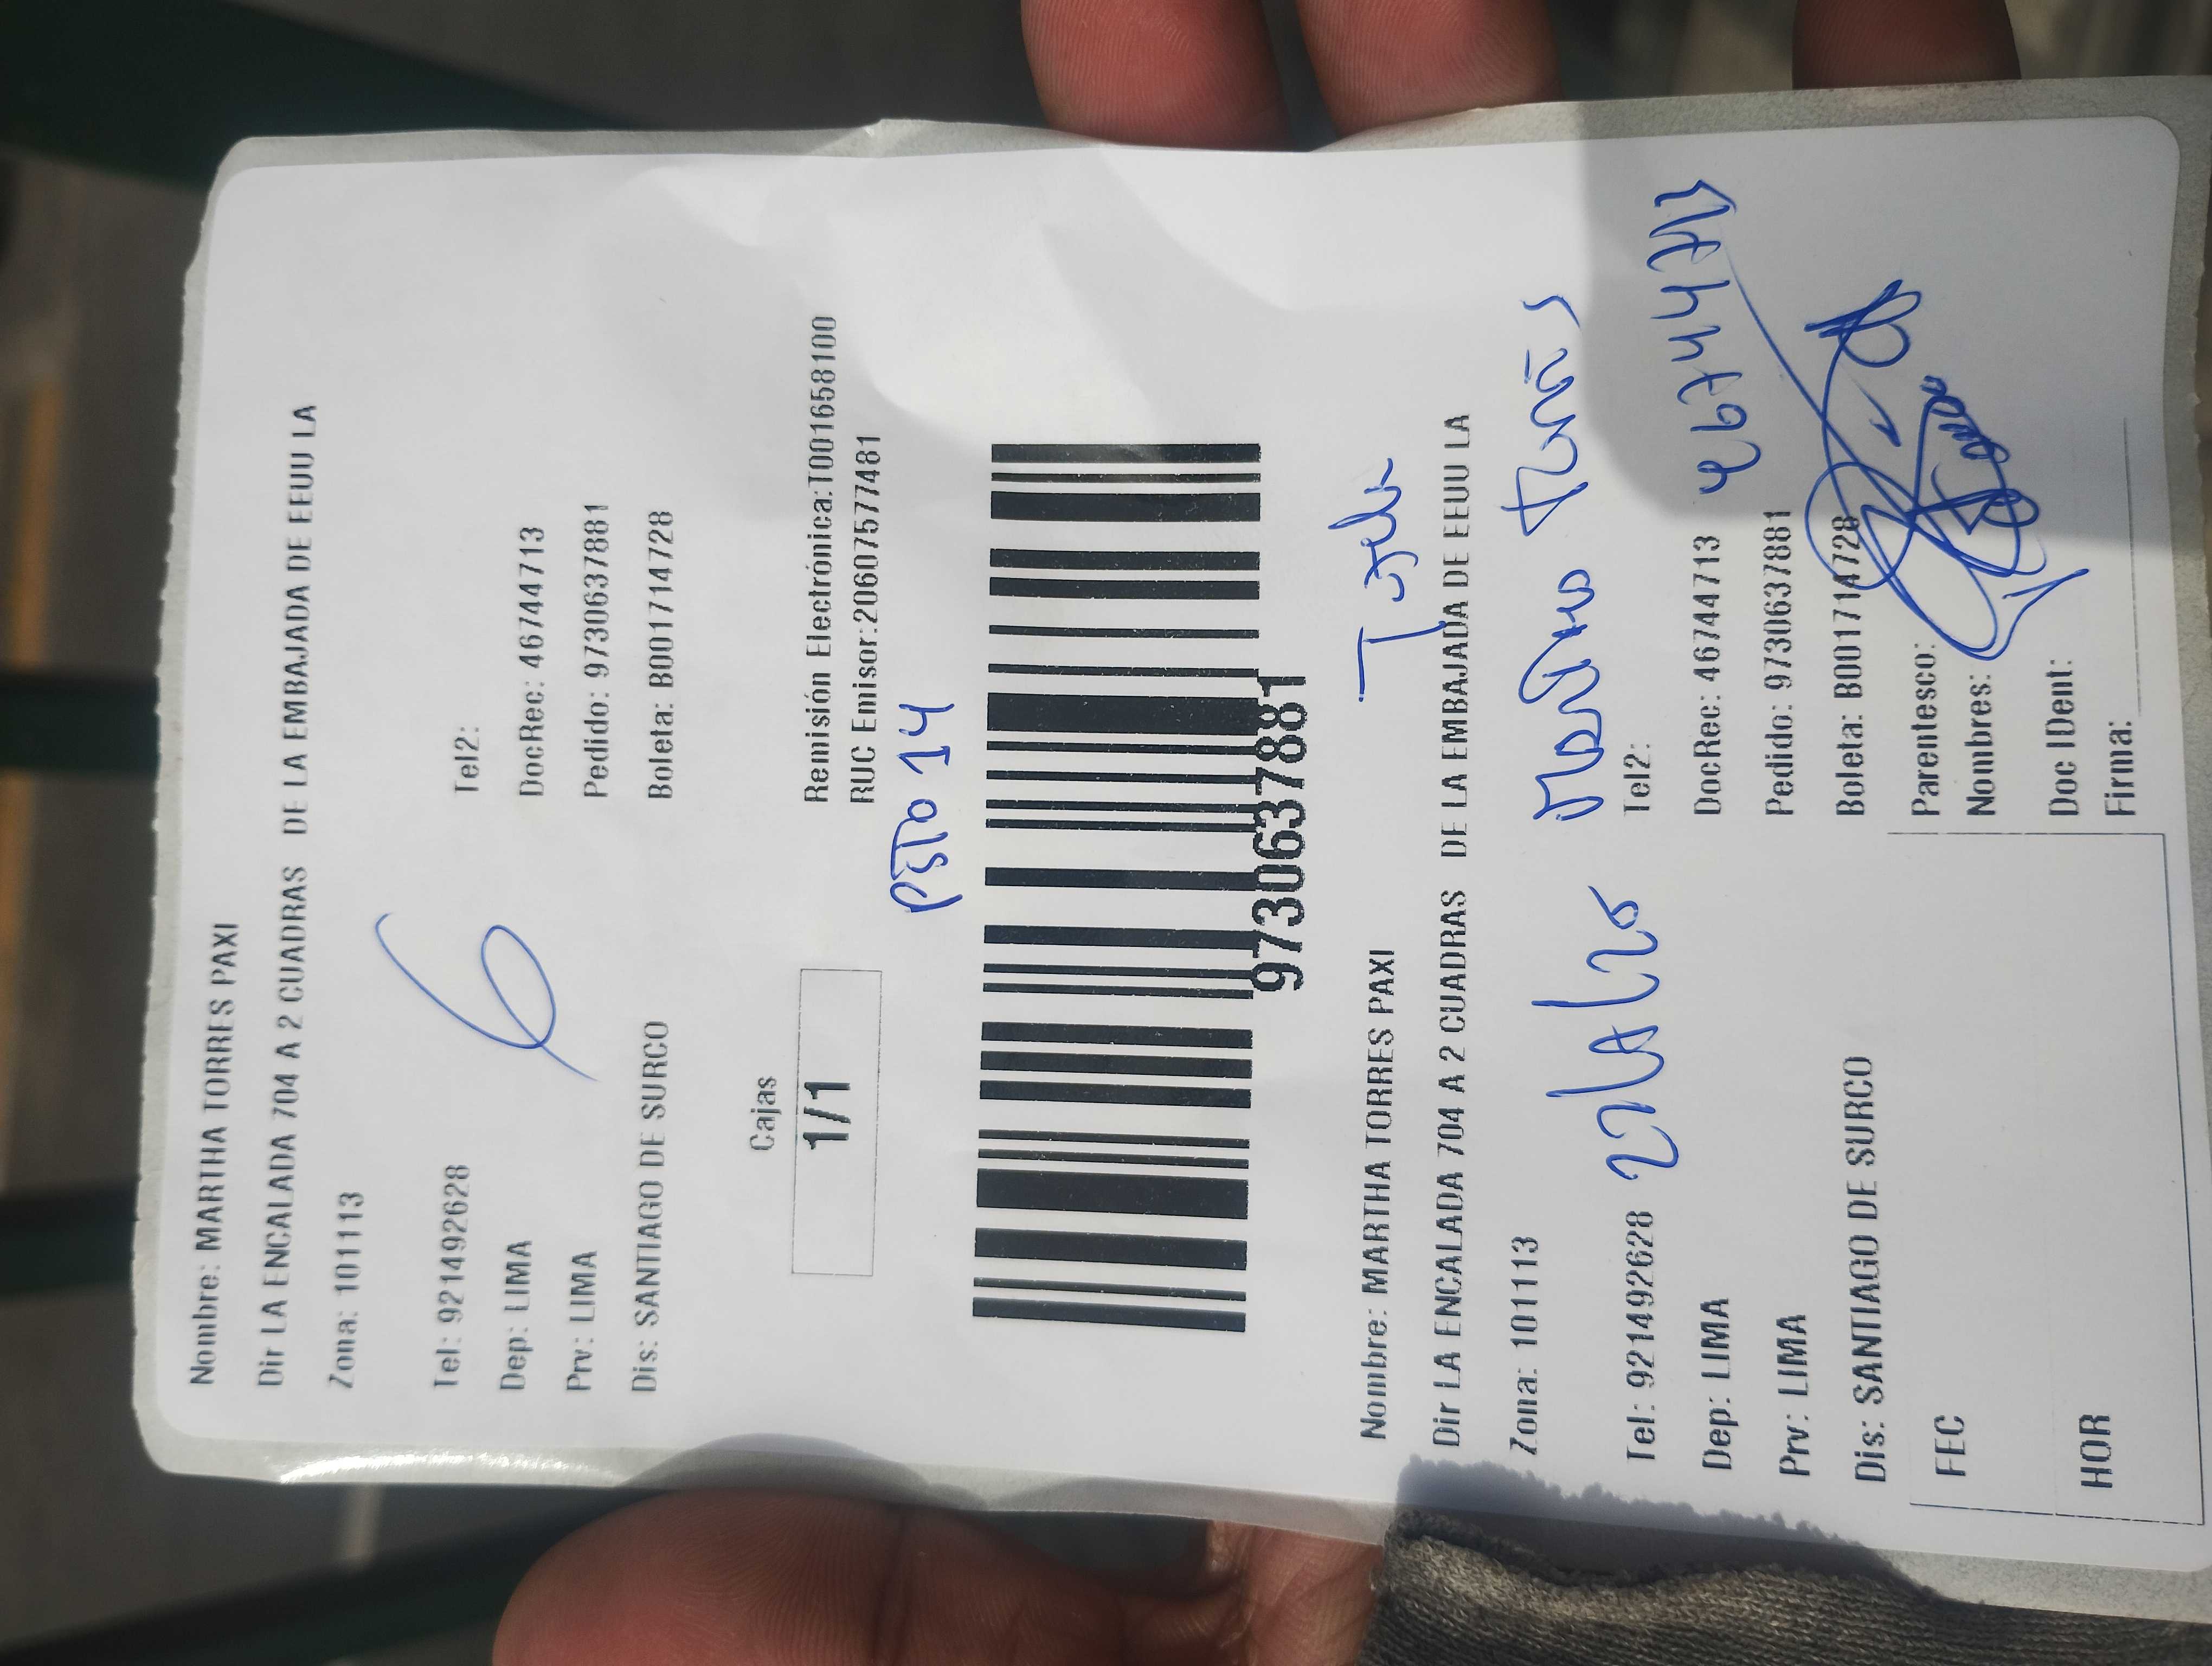 Nombre: MARTHA TORRES PAXI
Dir LA ENCALADA 704 A 2 CUADRAS DE LA EMBAJADA DE EEUU LA
Zona: 101113
6
Tel: 921492628 Tel2:
Dep: LIMA DocRec: 46744713
Prv: LIMA Pedido: 9730637881
Dis: SANTIAGO DE SURCO Boleta: B001714728
Cajas
1/1
Remisión Electrónica:T001658100
RUC Emisor:20607577481
PSTO 14
9730637881
Nombre: MARTHA TORRES PAXI
Dir LA ENCALADA 704 A 2 CUADRAS DE LA EMBAJADA DE EEUU LA
Zona: 101113
Tel: 921492628 Tel2:
46744713
Dep: LIMA DocRec: 46744713
Prv: LIMA Pedido: 9730637881
Dis: SANTIAGO DE SURCO Boleta: B001714728
FEC Parentesco:
Nombres:
HOR Doc IDent:
Firma: